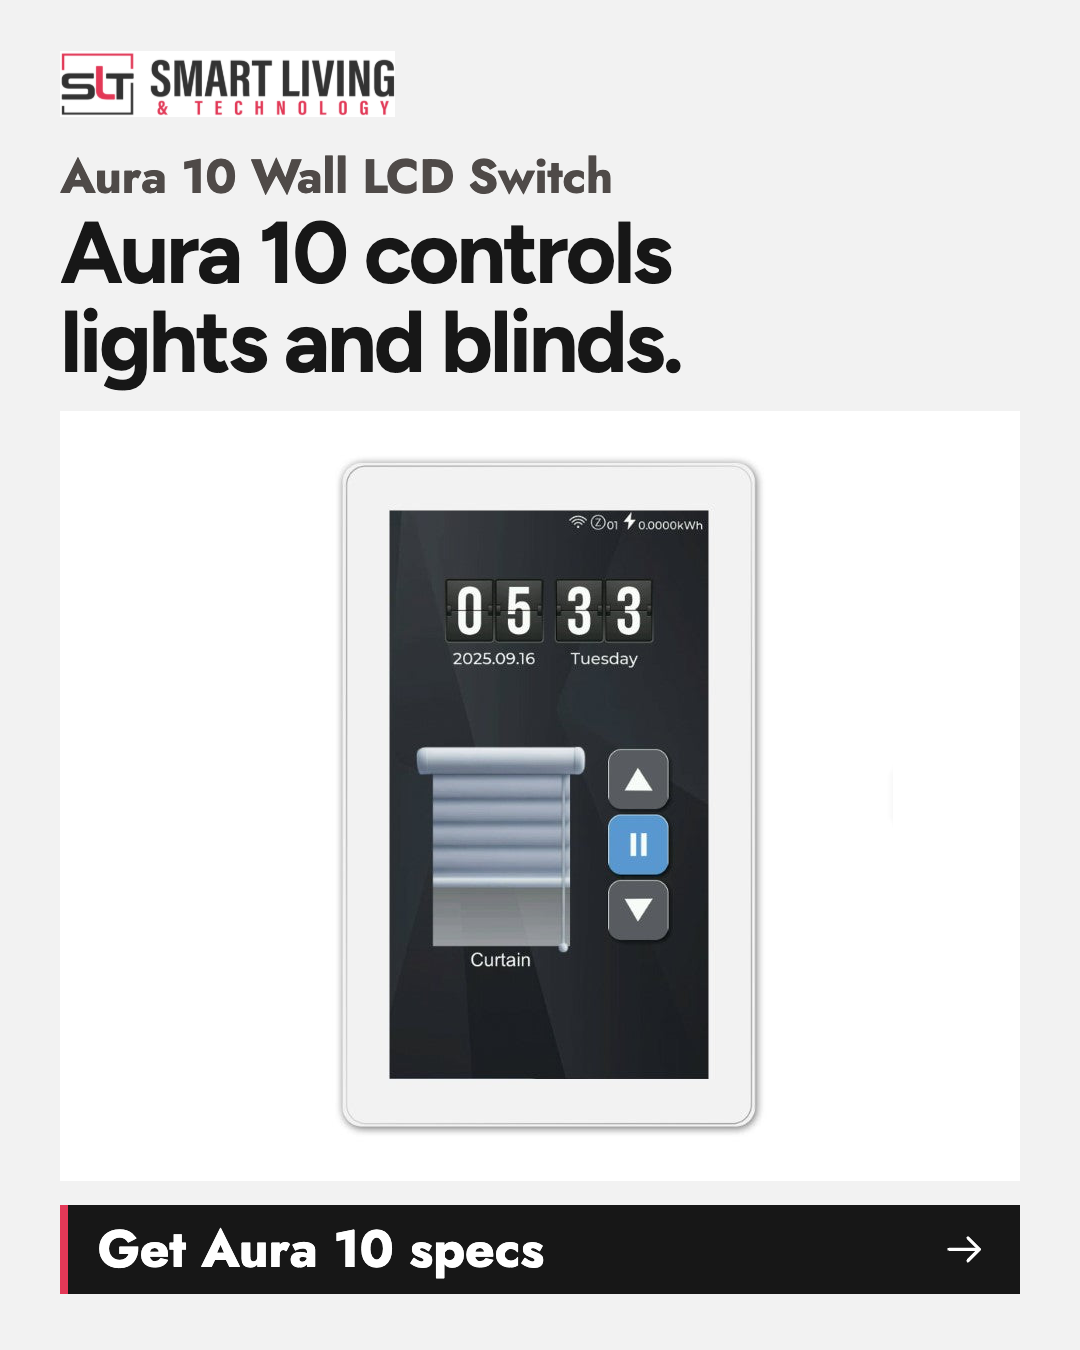 SLT SMART LIVING
& TECHNOLOGY
Aura 10 Wall LCD Switch
Aura 10 controls
lights and blinds.
Z 01 0.0000kWh
05 33
2025.09.16 Tuesday
Curtain
Get Aura 10 specs